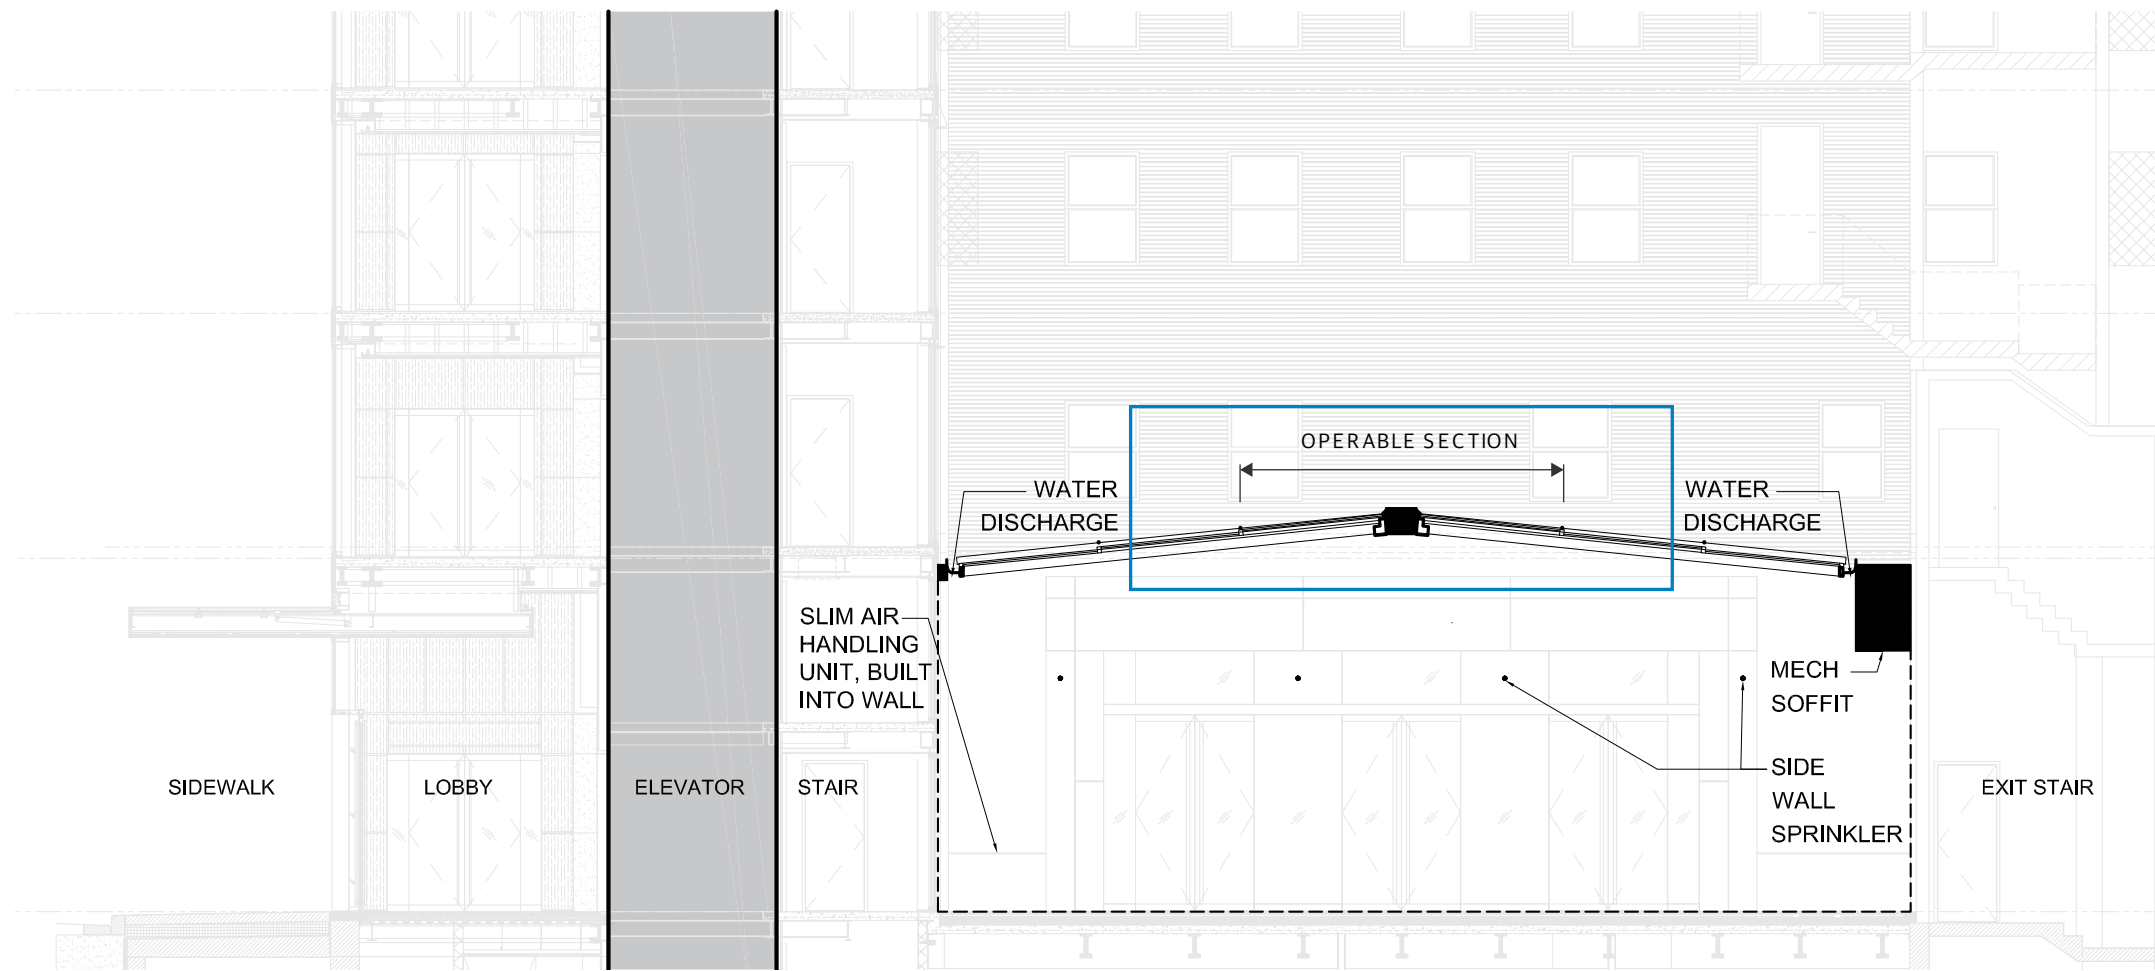 OPERABLE SECTION
WATER
DISCHARGE
WATER
DISCHARGE
SLIM AIR
HANDLING
UNIT, BUILT
INTO WALL
MECH
SOFFIT
SIDE
WALL
SPRINKLER
SIDEWALK
LOBBY
ELEVATOR
STAIR
EXIT STAIR